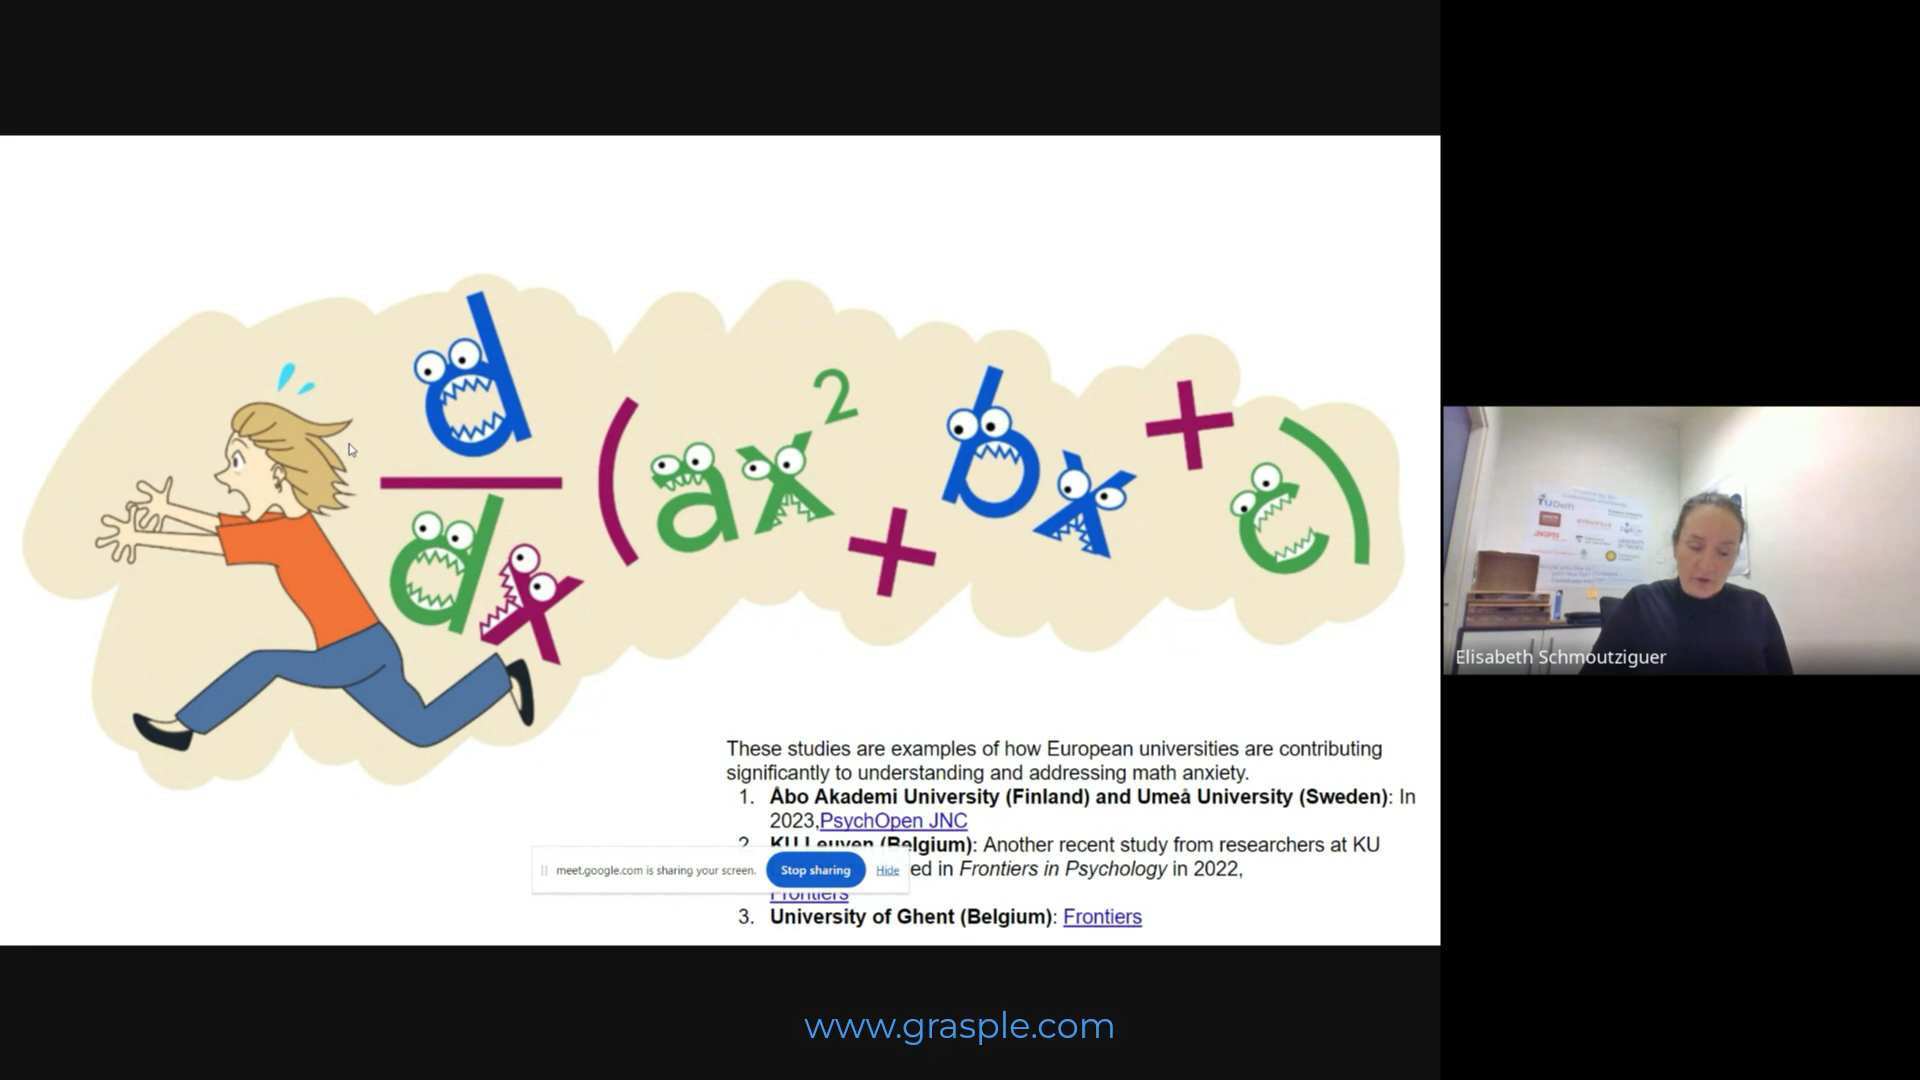 d
dx
(ax² + bx + c)
These studies are examples of how European universities are contributing
significantly to understanding and addressing math anxiety.
1. Åbo Akademi University (Finland) and Umeå University (Sweden): In
2023,PsychOpen JNC
2. KU Leuven (Belgium): Another recent study from researchers at KU
ed in Frontiers in Psychology in 2022,
Frontiers
3. University of Ghent (Belgium): Frontiers
meet.google.com is sharing your screen. Stop sharing Hide
TUDelft
Elisabeth Schmoutziguer
www.grasple.com